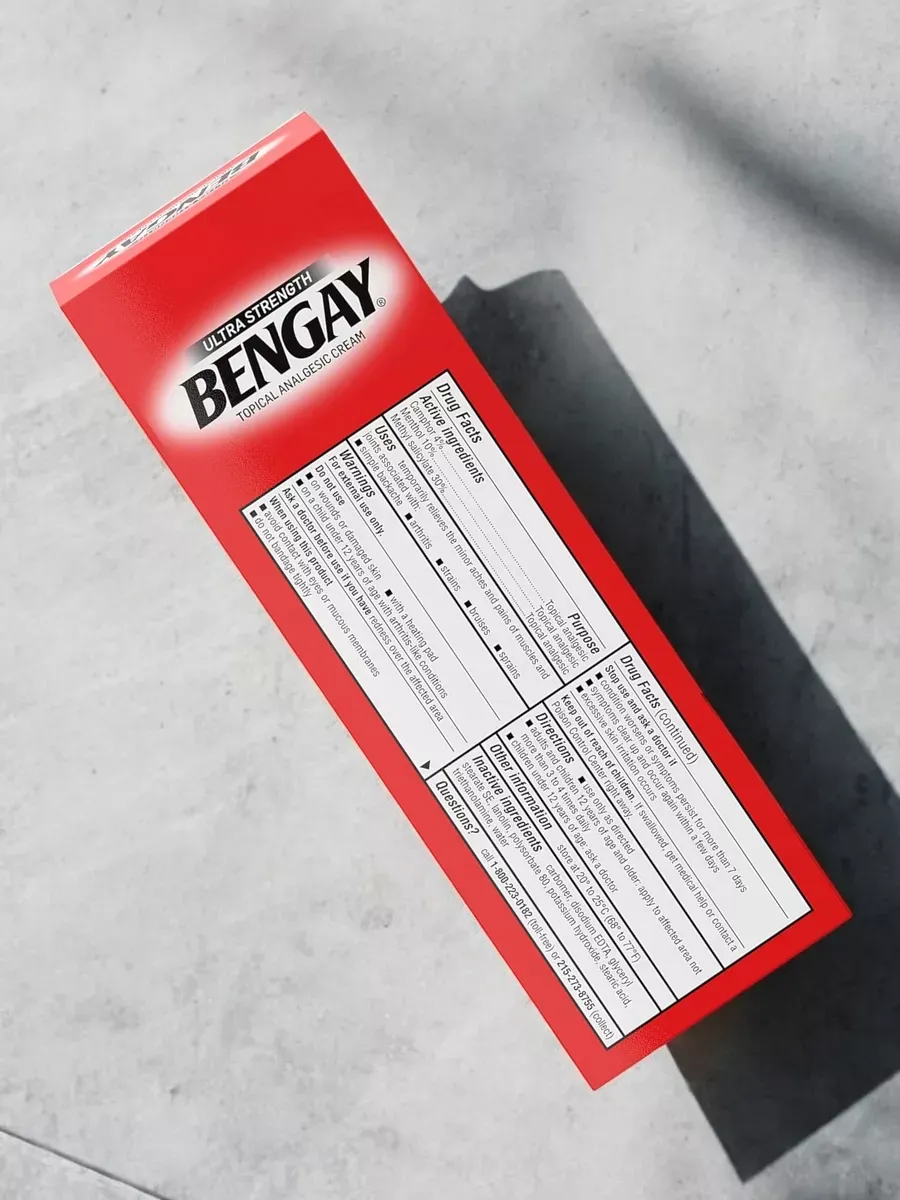 BENGAY
ULTRA STRENGTH
BENGAY®
TOPICAL ANALGESIC CREAM
Drug Facts
Active ingredients Purpose
Camphor 4% Topical analgesic
Menthol 10% Topical analgesic
Methyl salicylate 30% Topical analgesic
Uses temporarily relieves the minor aches and pains of muscles and
joints associated with: ■ arthritis ■ strains ■ bruises ■ sprains
■ simple backache
Warnings
For external use only.
Do not use
■ on wounds or damaged skin ■ with a heating pad
■ on a child under 12 years of age with arthritis-like conditions
Ask a doctor before use if you have redness over the affected area
When using this product
■ avoid contact with eyes or mucous membranes
■ do not bandage tightly
Drug Facts (continued)
Stop use and ask a doctor if
■ condition worsens or symptoms persist for more than 7 days
■ symptoms clear up and occur again within a few days
■ excessive skin irritation occurs
Keep out of reach of children. If swallowed, get medical help or contact a
Poison Control Center right away.
Directions ■ use only as directed
■ adults and children 12 years of age and older: apply to affected area not
more than 3 to 4 times daily
■ children under 12 years of age: ask a doctor
Other information store at 20° to 25°C (68° to 77°F)
Inactive ingredients carbomer, disodium EDTA, glyceryl
stearate SE, lanolin, polysorbate 80, potassium hydroxide, stearic acid,
triethanolamine, water
Questions? call 1-800-223-0182 (toll-free) or 215-273-8755 (collect)